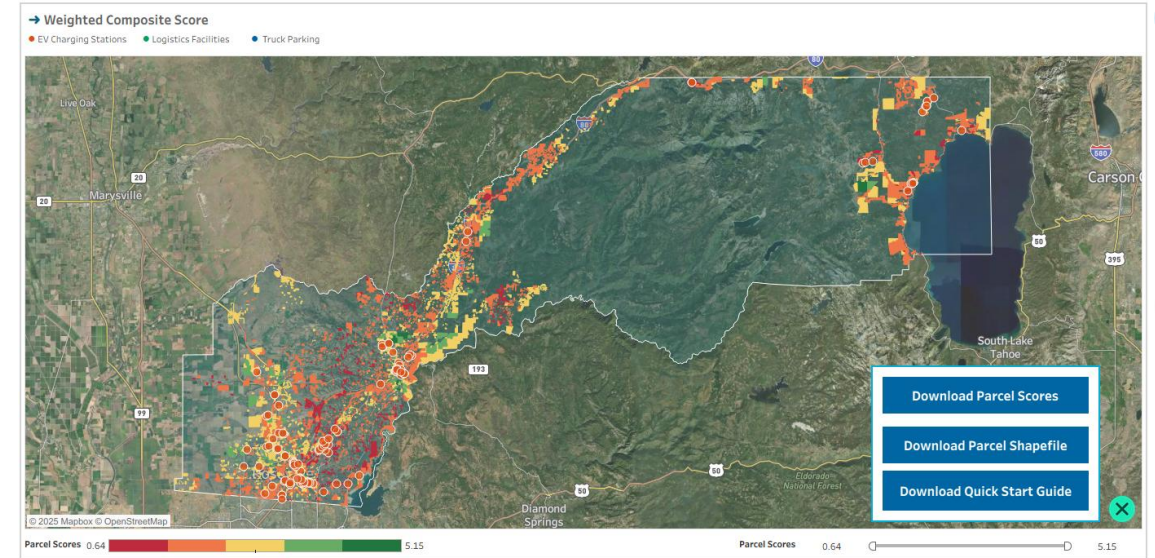 → Weighted Composite Score
EV Charging Stations Logistics Facilities Truck Parking
80
Live Oak
80
580
20
Marysville
Carson C
20
50
395
South Lake
Tahoe
193
99
Download Parcel Scores
Download Parcel Shapefile
50
Eldorado
National Forest
50
Download Quick Start Guide
Diamond
Springs
© 2025 Mapbox © OpenStreetMap
Parcel Scores 0.64 5.15 Parcel Scores 0.64 5.15